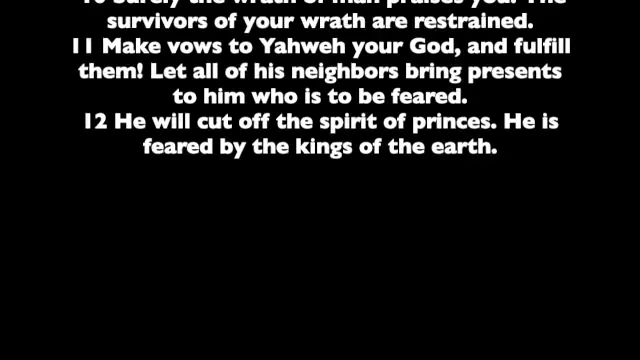 10 Surely the wrath of man praises you. The
survivors of your wrath are restrained.
11 Make vows to Yahweh your God, and fulfill
them! Let all of his neighbors bring presents
to him who is to be feared.
12 He will cut off the spirit of princes. He is
feared by the kings of the earth.